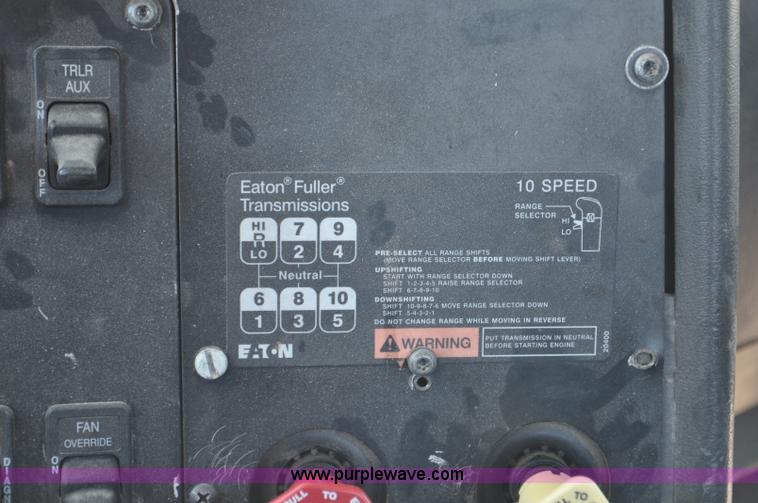 TRLR
AUX
ON
OFF
Eaton® Fuller®
Transmissions
10 SPEED
RANGE
SELECTOR
HI
LO
HI
R
LO
7
2
9
4
Neutral
6
1
8
3
10
5
PRE-SELECT ALL RANGE SHIFTS
(MOVE RANGE SELECTOR BEFORE MOVING SHIFT LEVER)
UPSHIFTING
START WITH RANGE SELECTOR DOWN
SHIFT 1-2-3-4-5 RAISE RANGE SELECTOR
SHIFT 6-7-8-9-10
DOWNSHIFTING
SHIFT 10-9-8-7-6 MOVE RANGE SELECTOR DOWN
SHIFT 5-4-3-2-1
DO NOT CHANGE RANGE WHILE MOVING IN REVERSE
EATON
WARNING
PUT TRANSMISSION IN NEUTRAL
BEFORE STARTING ENGINE
20400
FAN
OVERRIDE
ON
DIAGN
www.purplewave.com
PULL TO
TO